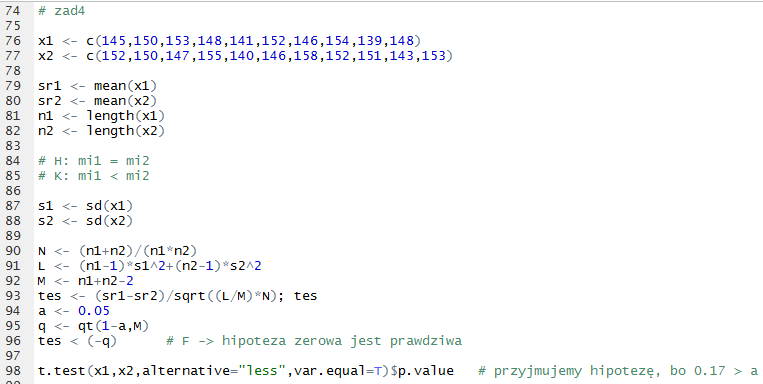 74 # zad4
75
76 x1 <- c(145,150,153,148,141,152,146,154,139,148)
77 x2 <- c(152,150,147,155,140,146,158,152,151,143,153)
78
79 sr1 <- mean(x1)
80 sr2 <- mean(x2)
81 n1 <- length(x1)
82 n2 <- length(x2)
83
84 # H: mi1 = mi2
85 # K: mi1 < mi2
86
87 s1 <- sd(x1)
88 s2 <- sd(x2)
89
90 N <- (n1+n2)/(n1*n2)
91 L <- (n1-1)*s1^2+(n2-1)*s2^2
92 M <- n1+n2-2
93 tes <- (sr1-sr2)/sqrt((L/M)*N); tes
94 a <- 0.05
95 q <- qt(1-a,M)
96 tes < (-q) # F -> hipoteza zerowa jest prawdziwa
97
98 t.test(x1,x2,alternative="less",var.equal=T)$p.value # przyjmujemy hipotezę, bo 0.17 > a